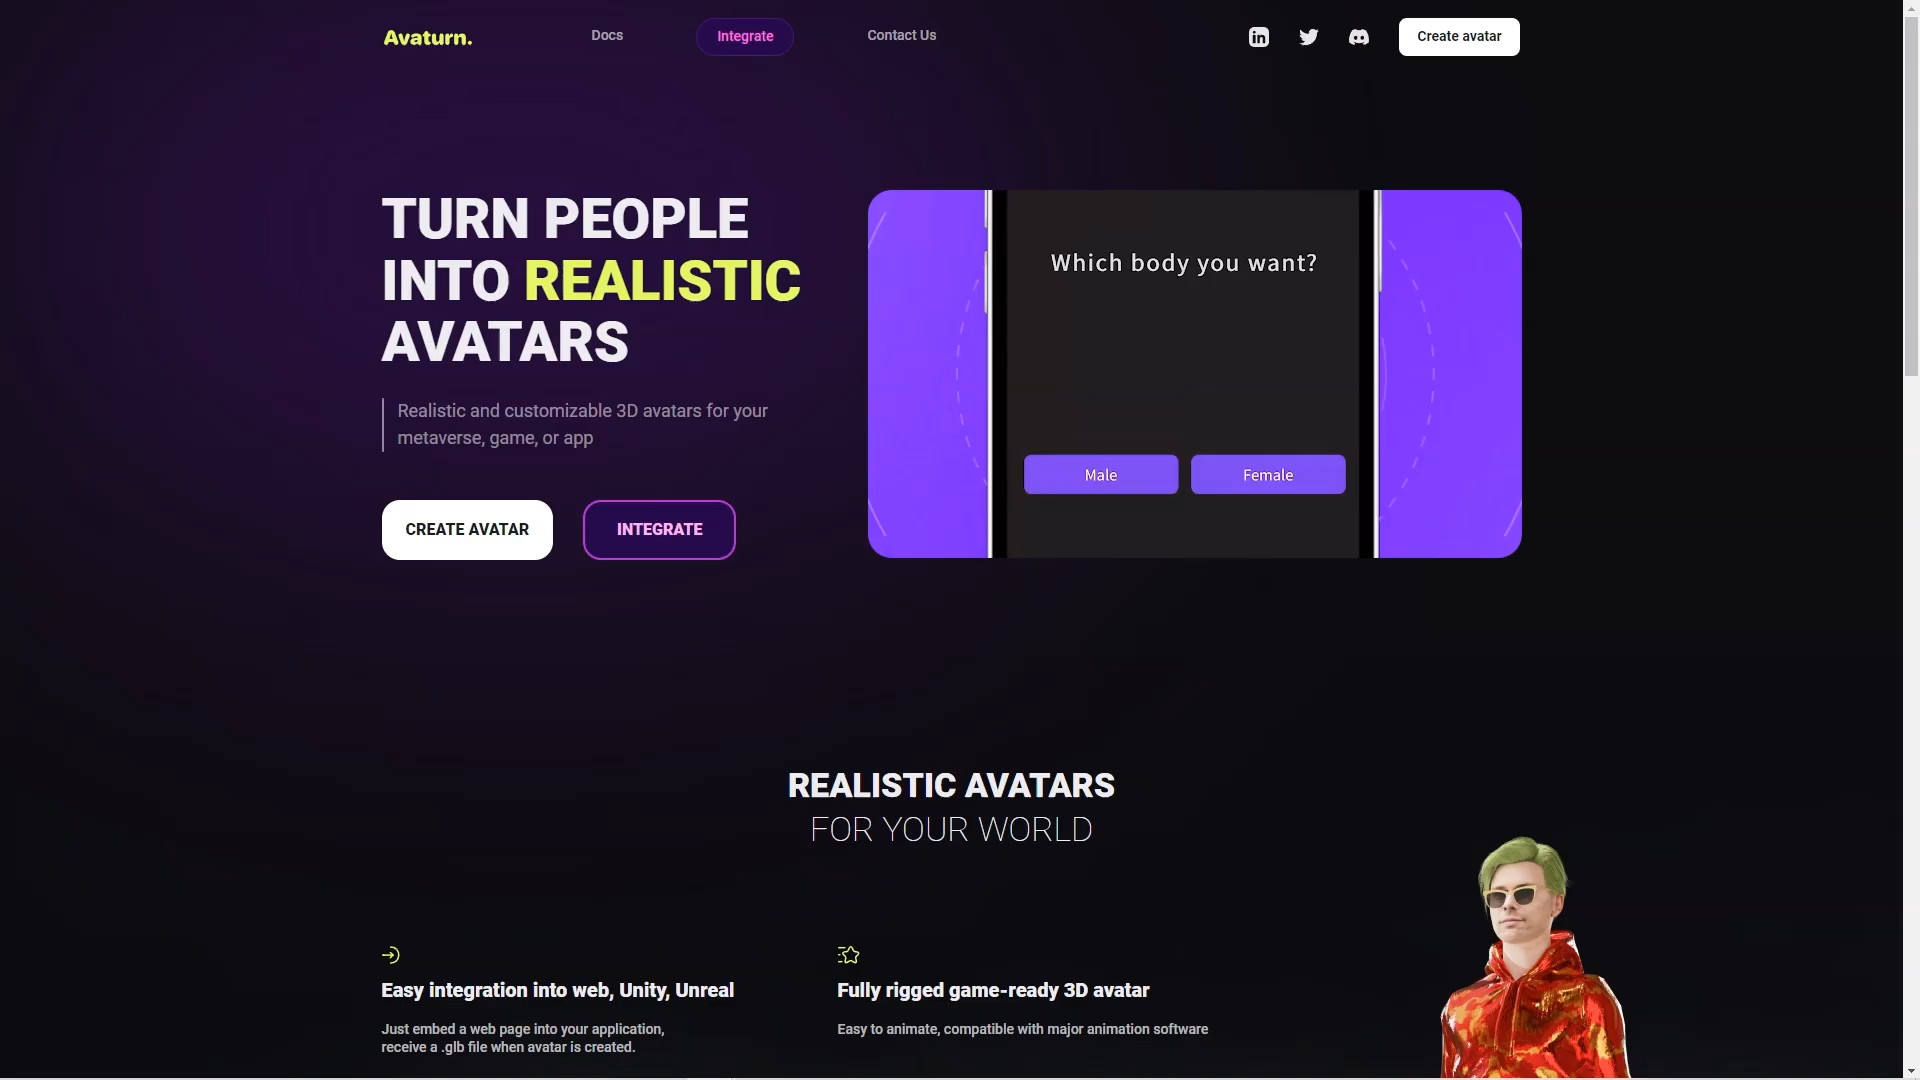 Avaturn.
Docs
Integrate
Contact Us
in
Create avatar
TURN PEOPLE
INTO REALISTIC
AVATARS
Realistic and customizable 3D avatars for your
metaverse, game, or app
CREATE AVATAR
INTEGRATE
Which body you want?
Male
Female
REALISTIC AVATARS
FOR YOUR WORLD
Easy integration into web, Unity, Unreal
Just embed a web page into your application,
receive a .glb file when avatar is created.
Fully rigged game-ready 3D avatar
Easy to animate, compatible with major animation software